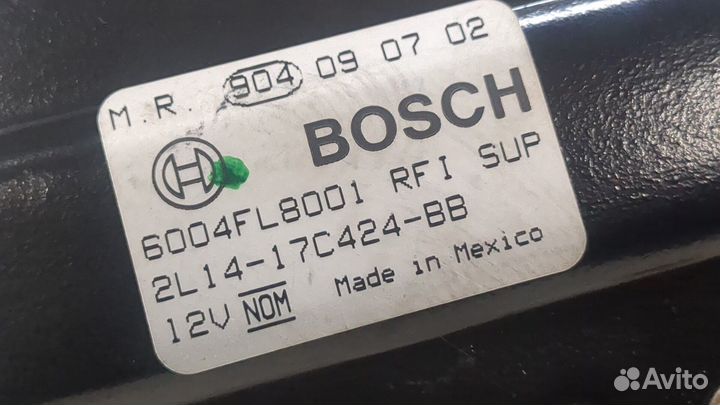 M.R. 904 09 07 02
BOSCH
6004FL8001 RFI SUP
2L14-17C424-BB
12V NOM Made in Mexico
Avito